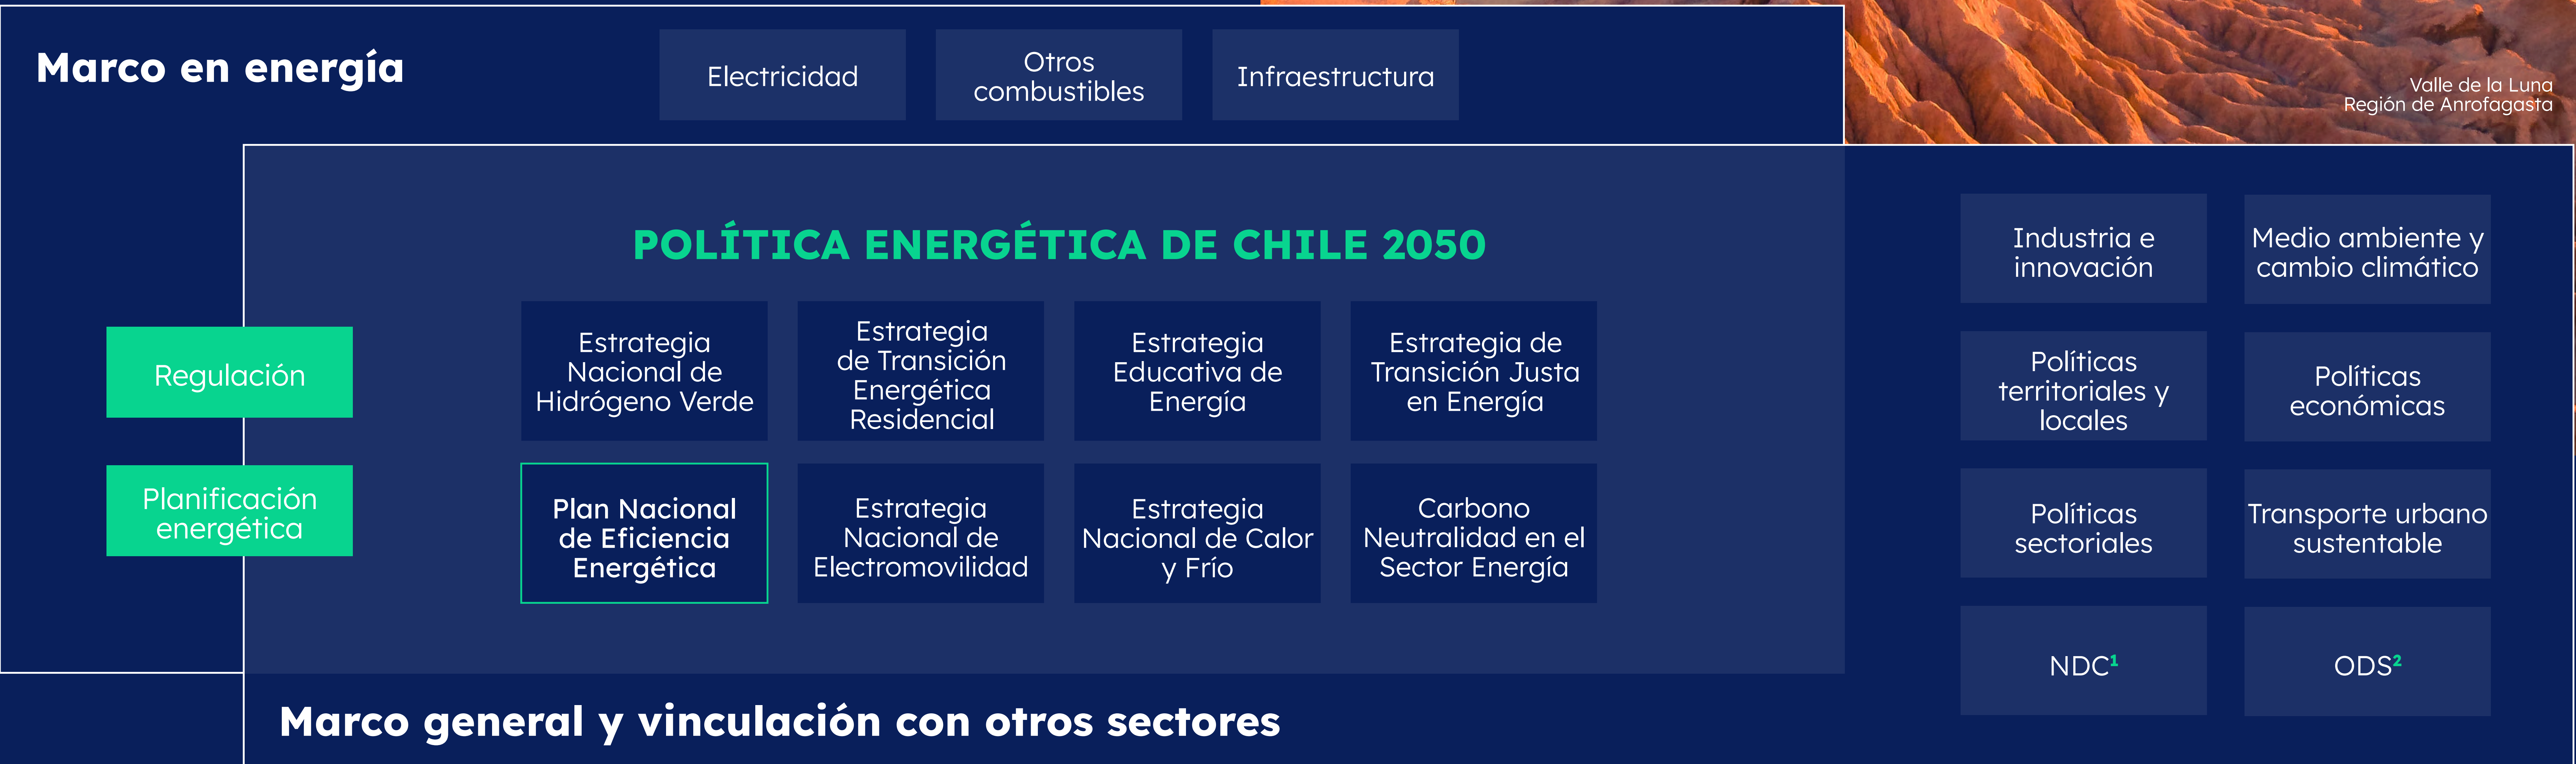 Marco en energía
Electricidad
Otros
combustibles
Infraestructura
Valle de la Luna
Región de Anrofagasta
POLÍTICA ENERGÉTICA DE CHILE 2050
Regulación
Planificación
energética
Estrategia
Nacional de
Hidrógeno Verde
Estrategia
de Transición
Energética
Residencial
Estrategia
Educativa de
Energía
Estrategia de
Transición Justa
en Energía
Plan Nacional
de Eficiencia
Energética
Estrategia
Nacional de
Electromovilidad
Estrategia
Nacional de Calor
y Frío
Carbono
Neutralidad en el
Sector Energía
Industria e
innovación
Medio ambiente y
cambio climático
Políticas
territoriales y
locales
Políticas
económicas
Políticas
sectoriales
Transporte urbano
sustentable
NDC¹
ODS²
Marco general y vinculación con otros sectores